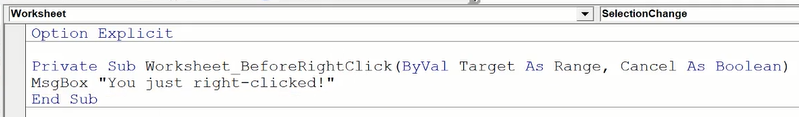 Worksheet SelectionChange
Option Explicit
Private Sub Worksheet_BeforeRightClick(ByVal Target As Range, Cancel As Boolean)
MsgBox "You just right-clicked!"
End Sub